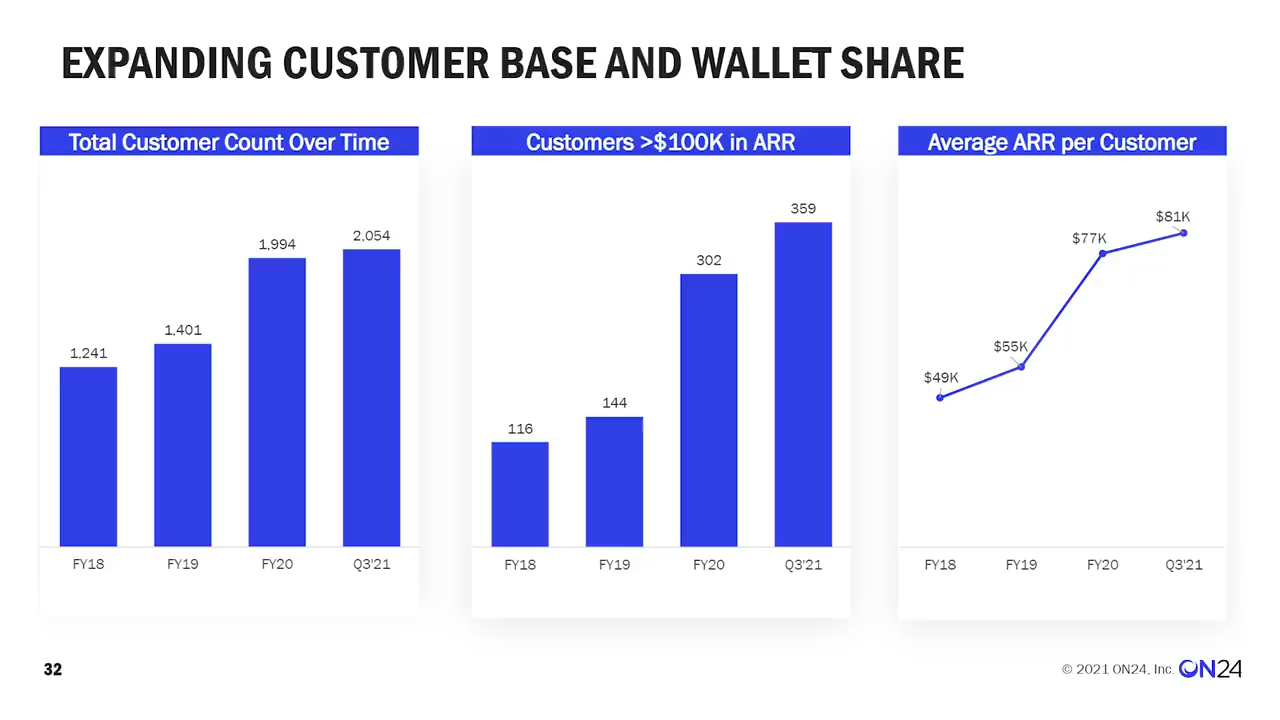 EXPANDING CUSTOMER BASE AND WALLET SHARE
Total Customer Count Over Time
1,241
1,401
1,994
2,054
FY18
FY19
FY20
Q3'21
Customers >$100K in ARR
116
144
302
359
FY18
FY19
FY20
Q3'21
Average ARR per Customer
$49K
$55K
$77K
$81K
FY18
FY19
FY20
Q3'21
32
© 2021 ON24, Inc. ON24